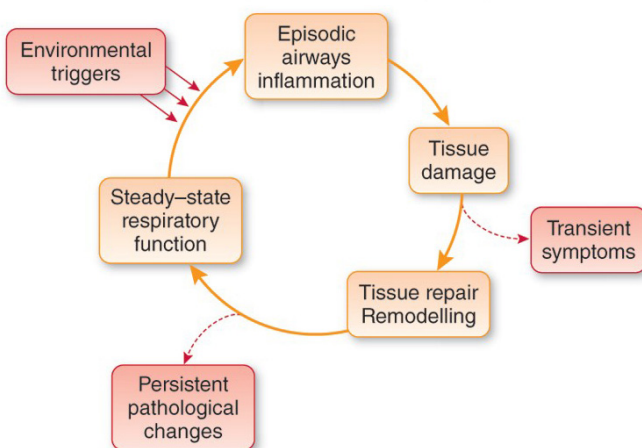 Environmental
triggers
Episodic
airways
inflammation
Tissue
damage
Transient
symptoms
Tissue repair
Remodelling
Persistent
pathological
changes
Steady–state
respiratory
function